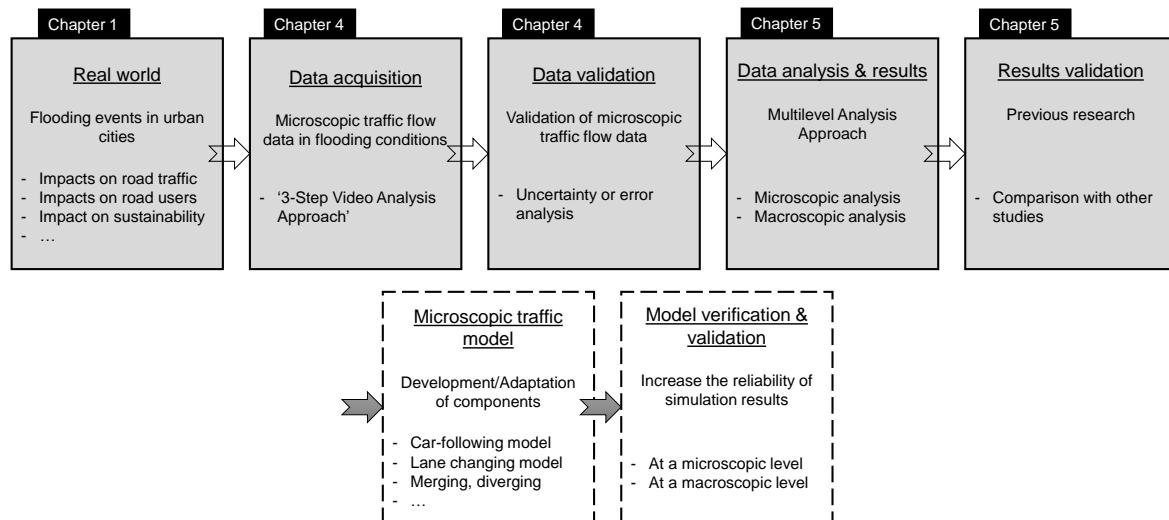 Chapter 1
Real world
Flooding events in urban
cities
- Impacts on road traffic
- Impacts on road users
- Impact on sustainability
- …
Chapter 4
Data acquisition
Microscopic traffic flow
data in flooding conditions
- ‘3-Step Video Analysis
Approach’
Chapter 4
Data validation
Validation of microscopic
traffic flow data
- Uncertainty or error
analysis
Chapter 5
Data analysis & results
Multilevel Analysis
Approach
- Microscopic analysis
- Macroscopic analysis
Chapter 5
Results validation
Previous research
- Comparison with other
studies
Microscopic traffic
model
Development/Adaptation
of components
- Car-following model
- Lane changing model
- Merging, diverging
- …
Model verification &
validation
Increase the reliability of
simulation results
- At a microscopic level
- At a macroscopic level